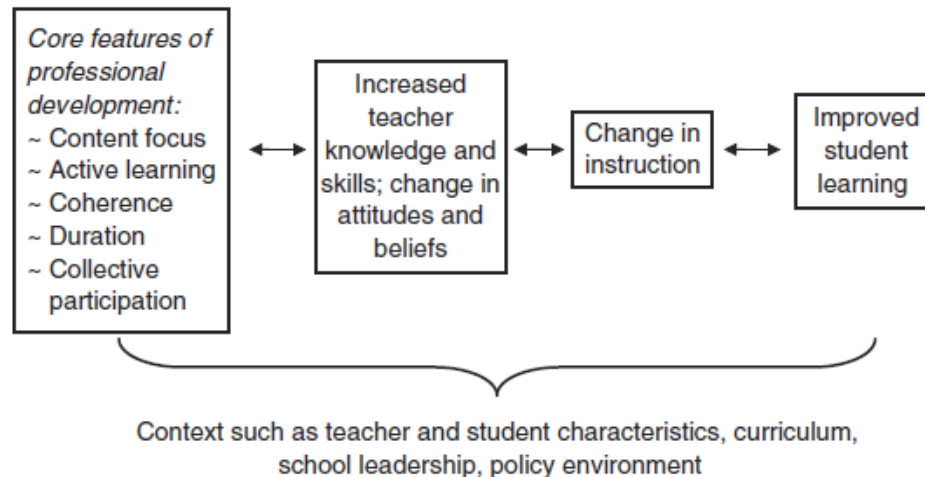 Core features of
professional
development:
~ Content focus
~ Active learning
~ Coherence
~ Duration
~ Collective
participation
Increased
teacher
knowledge and
skills; change in
attitudes and
beliefs
Change in
instruction
Improved
student
learning
Context such as teacher and student characteristics, curriculum,
school leadership, policy environment